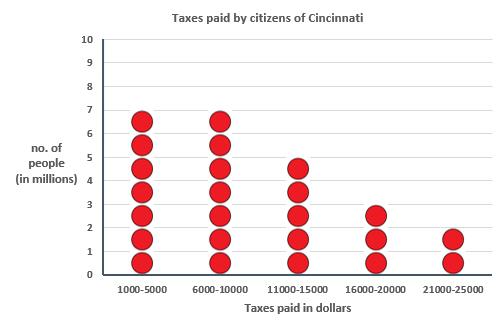 Taxes paid by citizens of Cincinnati
10
9
8
7
6
5
4
3
2
1
0
no. of
people
(in millions)
1000-5000 6000-10000 11000-15000 16000-20000 21000-25000
Taxes paid in dollars